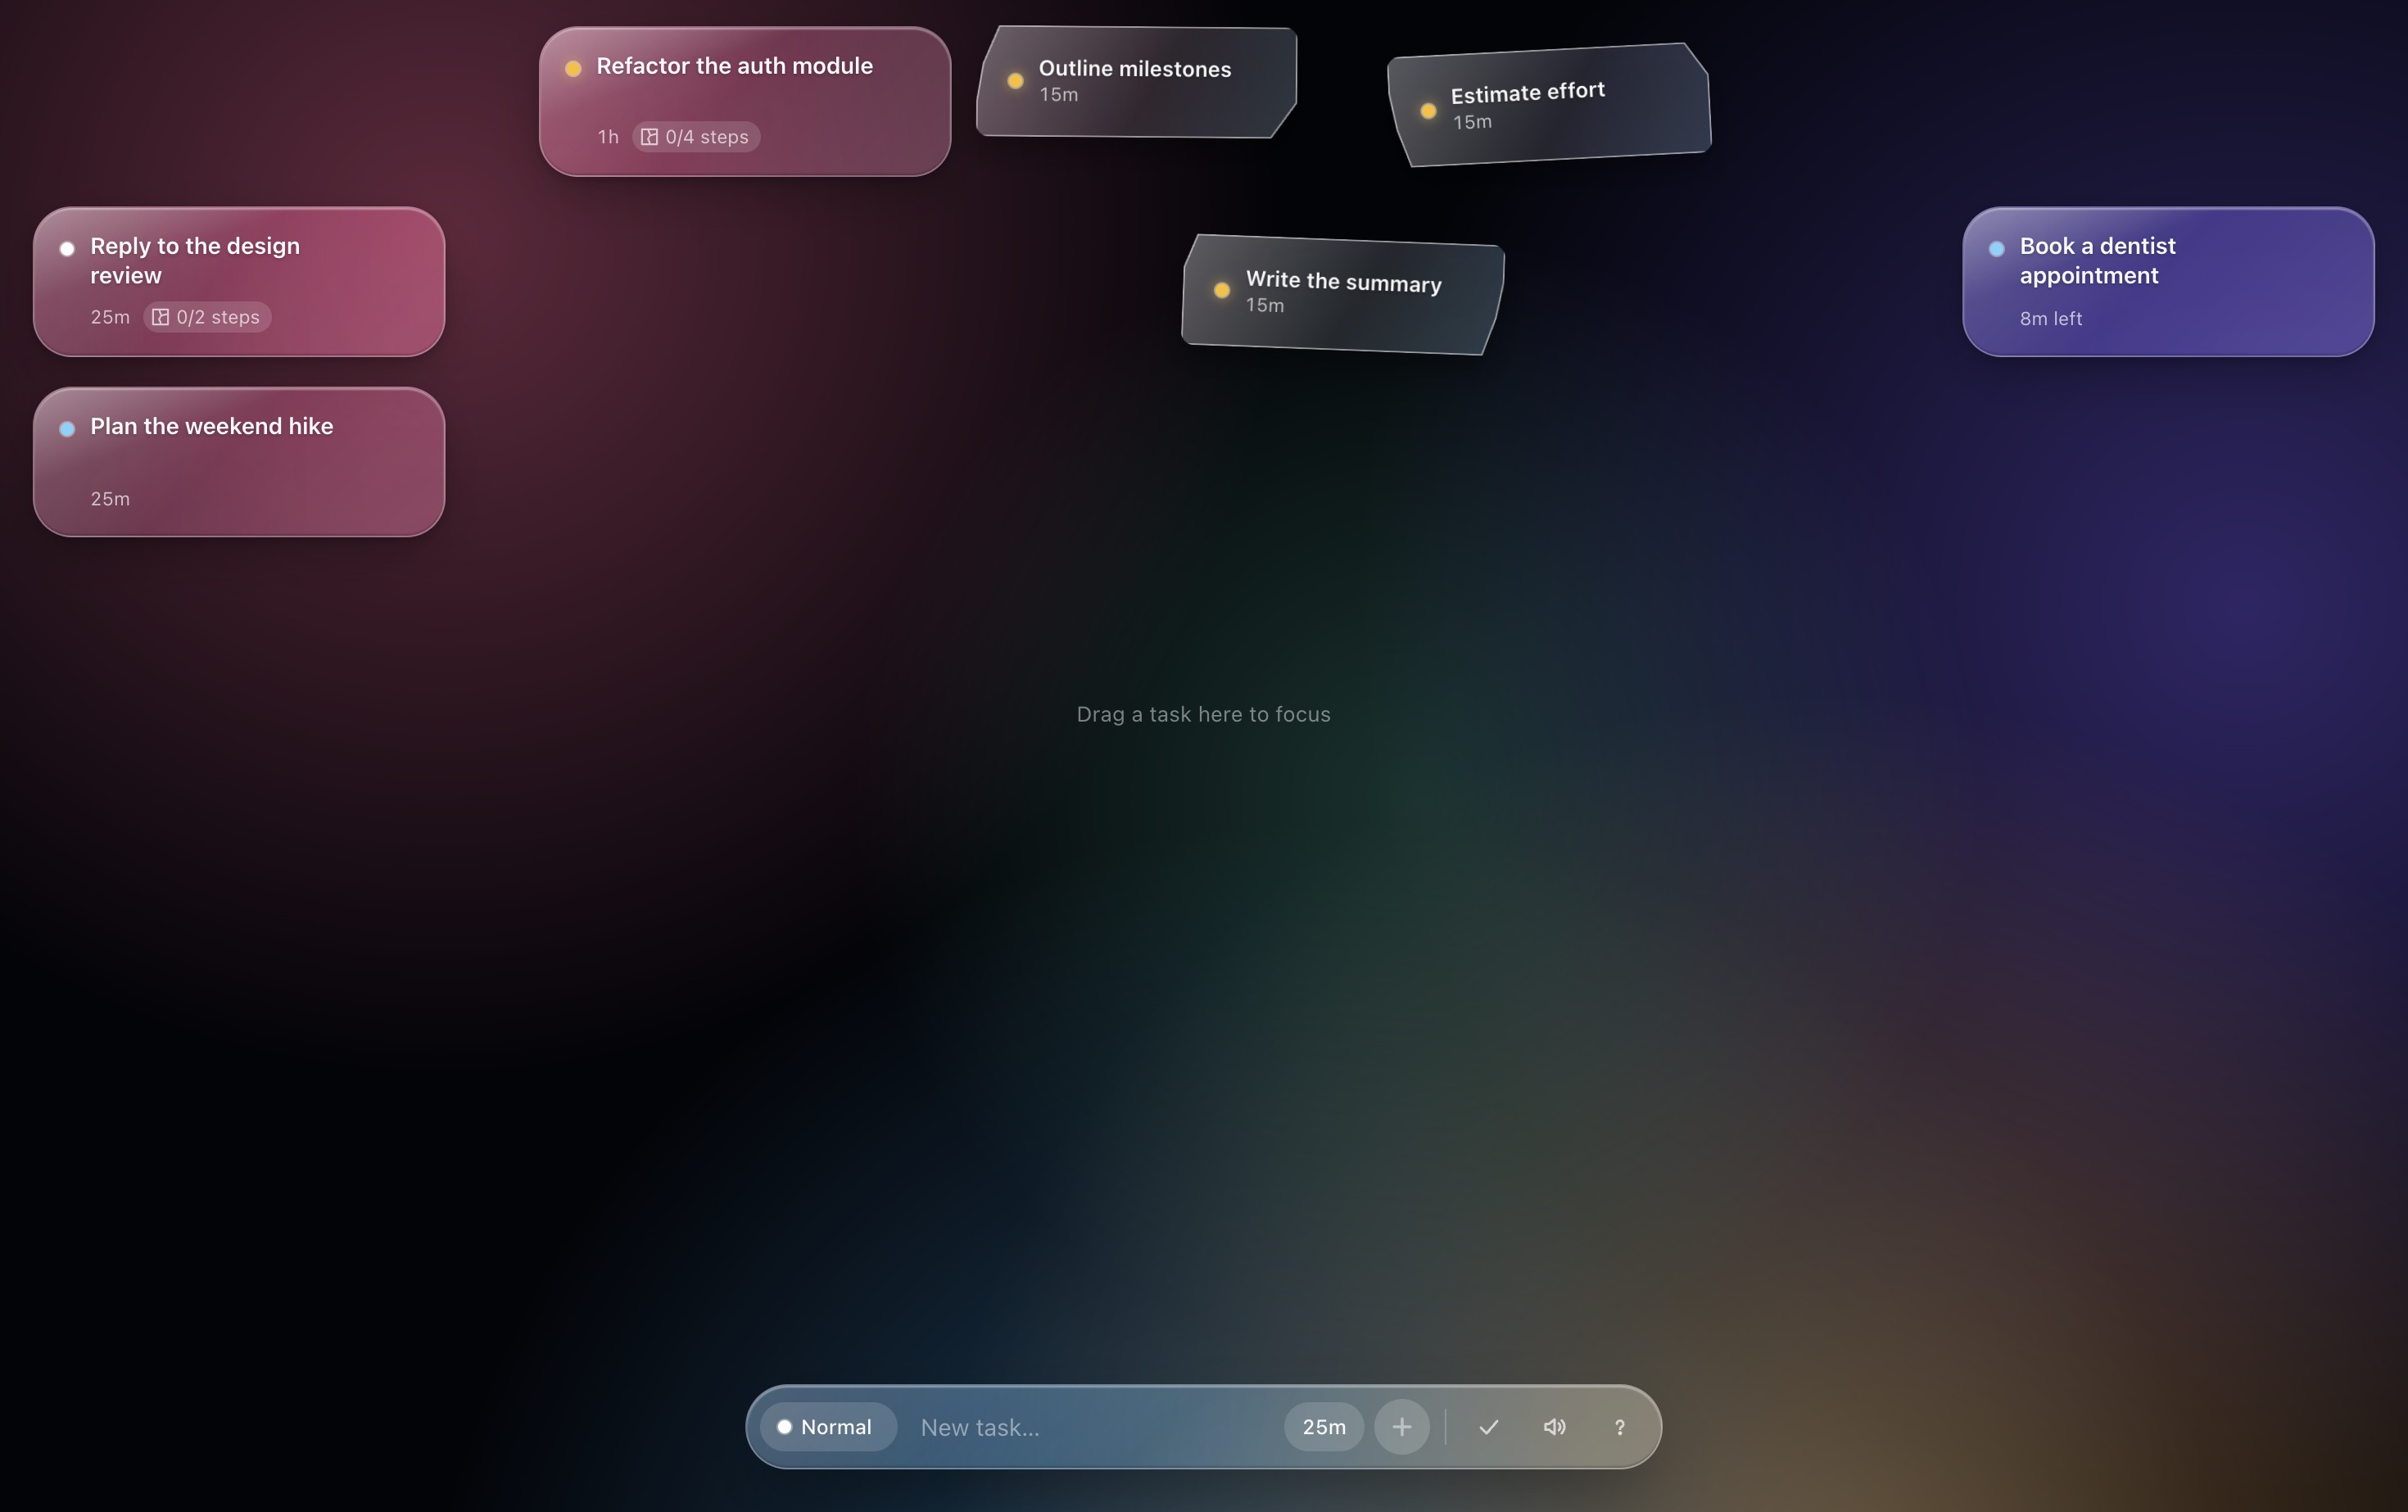 Refactor the auth module
1h 0/4 steps
Outline milestones
15m
Estimate effort
15m
Reply to the design
review
25m 0/2 steps
Write the summary
15m
Book a dentist
appointment
8m left
Plan the weekend hike
25m
Drag a task here to focus
Normal New task... 25m + ?